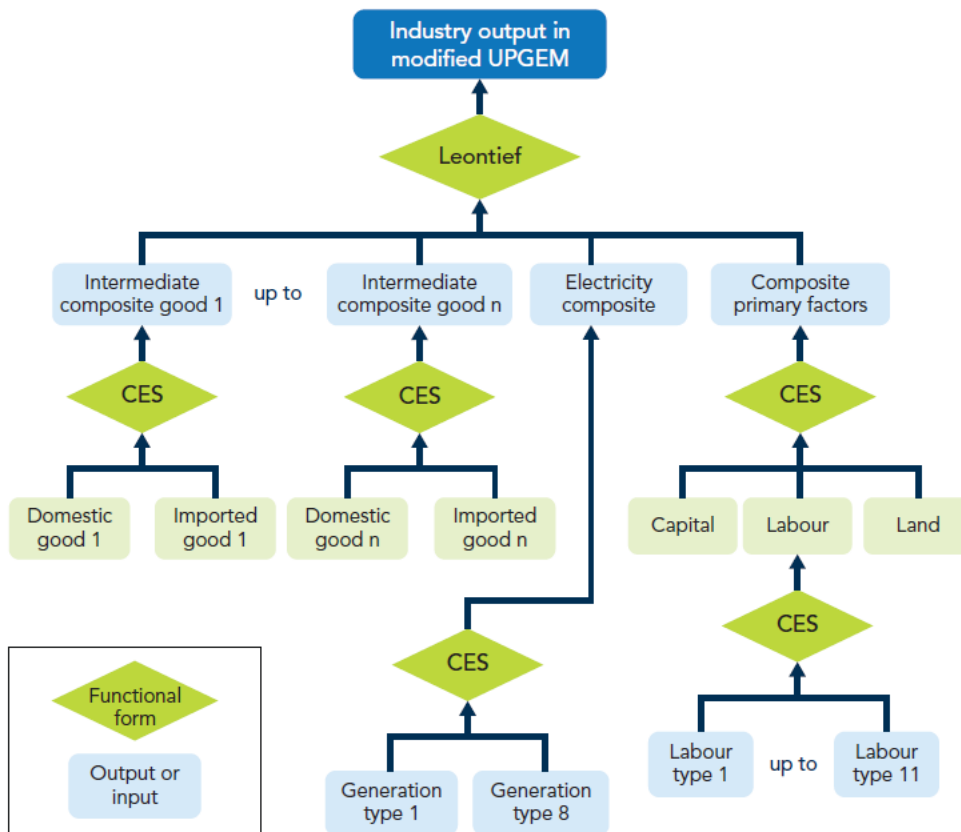 Industry output in
modified UPGEM
Leontief
Intermediate
composite good 1
up to
Intermediate
composite good n
Electricity
composite
Composite
primary factors
CES
CES
CES
Domestic
good 1
Imported
good 1
Domestic
good n
Imported
good n
Capital
Labour
Land
CES
CES
Functional
form
Output or
input
Generation
type 1
Generation
type 8
Labour
type 1
up to
Labour
type 11